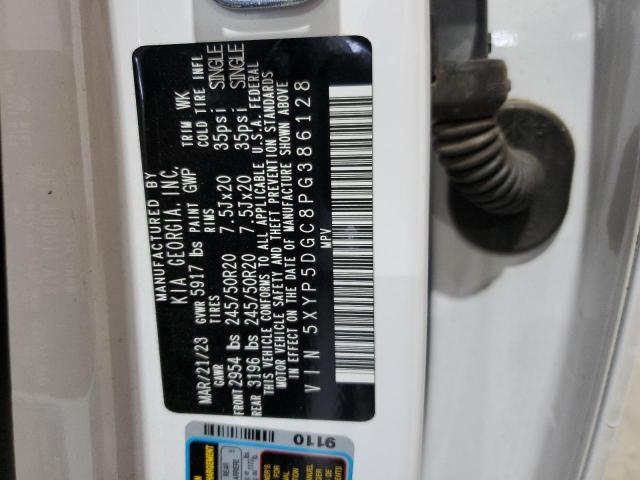 MANUFACTURED BY
KIA GEORGIA, INC.
MAR/21/23 GVWR 5917 lbs PAINT GWP TRIM WK
GAWR TIRES RIMS COLD TIRE INFL
FRONT 2954 lbs 245/50R20 7.5Jx20 35psi SINGLE
REAR 3196 lbs 245/50R20 7.5Jx20 35psi SINGLE
THIS VEHICLE CONFORMS TO ALL APPLICABLE U.S.A. FEDERAL
MOTOR VEHICLE SAFETY AND THEFT PREVENTION STANDARDS
IN EFFECT ON THE DATE OF MANUFACTURE SHOWN ABOVE
VIN 5XYP5DGC8PG386128
MPV
9110
REAR